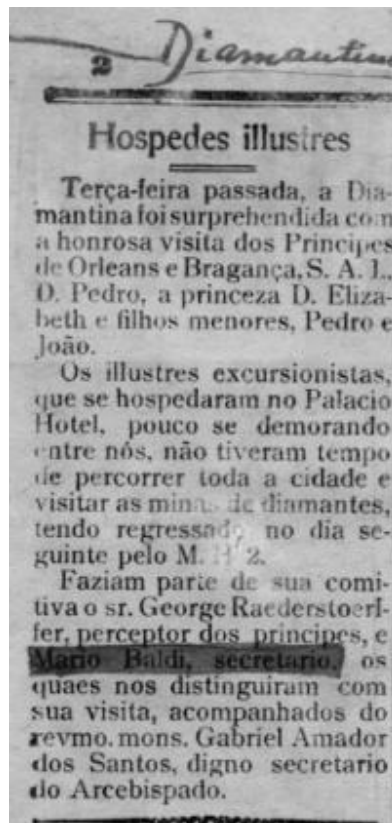 2 Diamantina
Hospedes illustres
Terça-feira passada, a Dia-
mantina foi surprehendida com
a honrosa visita dos Principes
de Orleans e Bragança, S. A. I.,
D. Pedro, a princeza D. Eliza-
beth e filhos menores, Pedro e
João.
Os illustres excursionistas,
que se hospedaram no Palacio
Hotel, pouco se demorando
entre nós, não tiveram tempo
de percorrer toda a cidade e
visitar as minas de diamantes,
tendo regressado no dia se-
guinte pelo M. H 2.
Faziam parte de sua comi-
tiva o sr. George Raederstoerf-
fer, perceptor dos principes, e
Mario Baldi, secretario, os
quaes nos distinguiram com
sua visita, acompanhados do
revmo. mons. Gabriel Amador
dos Santos, digno secretario
do Arcebispado.